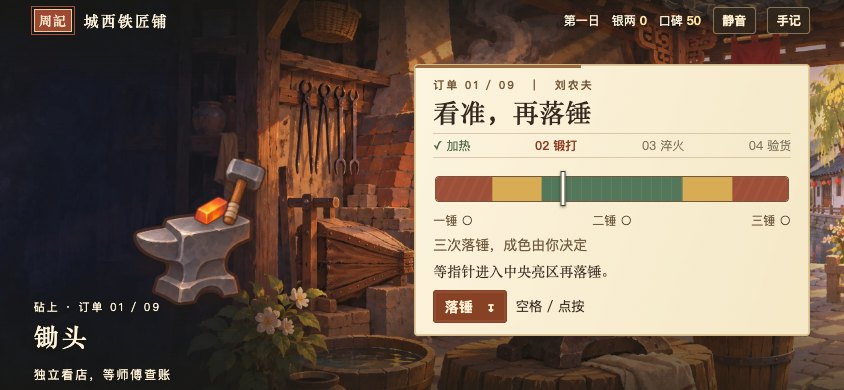 周記 城西铁匠铺
第一日 银两 0 口碑 50 静音 手记
订单 01 / 09 | 刘农夫
看准，再落锤
✓ 加热 02 锻打 03 淬火 04 验货
一锤 二锤 三锤
三次落锤，成色由你决定
等指针进入中央亮区再落锤。
落锤 空格 / 点按
砧上 · 订单 01 / 09
锄头
独立看店，等师傅查账